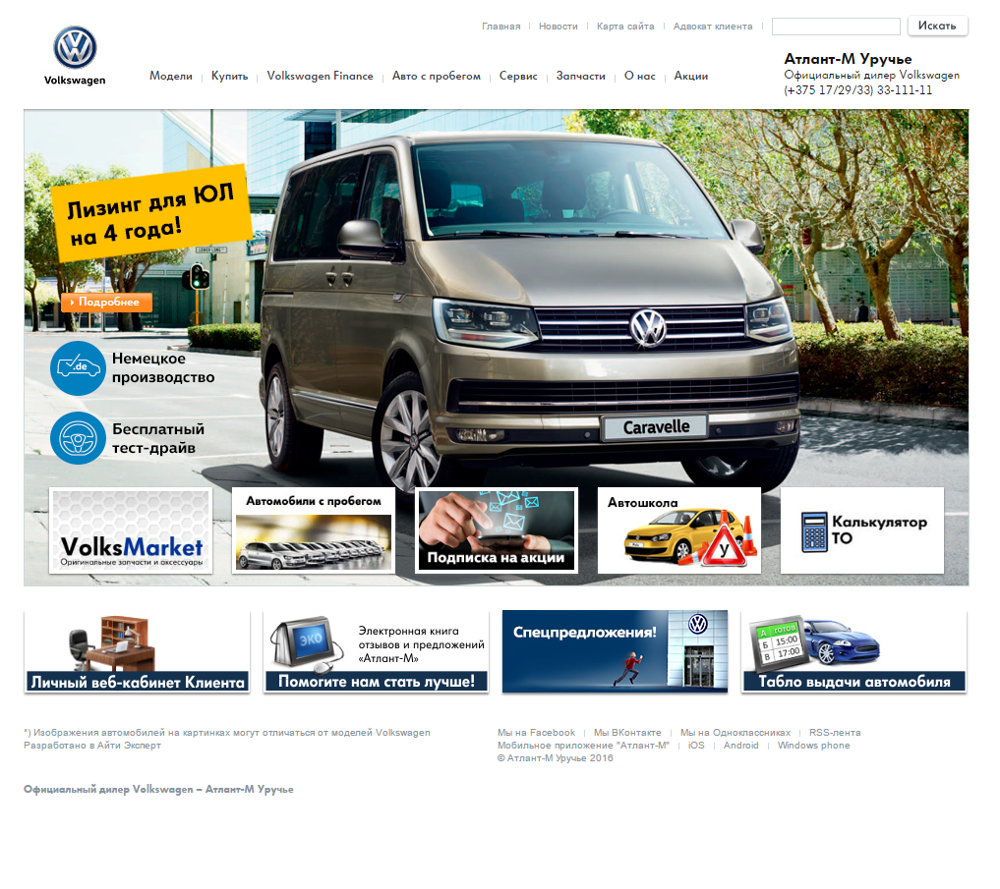 Главная
Новости
Карта сайта
Адвокат клиента
Искать
Volkswagen
Модели
Купить
Volkswagen Finance
Авто с пробегом
Сервис
Запчасти
О нас
Акции
Атлант-М Уручье
Официальный дилер Volkswagen
(+375 17/29/33) 33-111-11
Лизинг для ЮЛ
на 4 года!
Подробнее
.de
Немецкое
производство
Бесплатный
тест-драйв
Caravelle
VolksMarket
Оригинальные запчасти и аксессуары
Автомобили с пробегом
Подписка на акции
Автошкола
У
Калькулятор
ТО
Личный веб-кабинет Клиента
ЭКО
Электронная книга
отзывов и предложений
«Атлант-М»
Помогите нам стать лучше!
Спецпредложения!
А ГОТОВ
Б 15:00
В 17:00
Табло выдачи автомобиля
*) Изображения автомобилей на картинках могут отличаться от моделей Volkswagen
Разработано в Айти Эксперт
Мы на Facebook
Мы ВКонтакте
Мы на Одноклассниках
RSS-лента
Мобильное приложение "Атлант-М"
iOS
Android
Windows phone
© Атлант-М Уручье 2016
Официальный дилер Volkswagen – Атлант-М Уручье